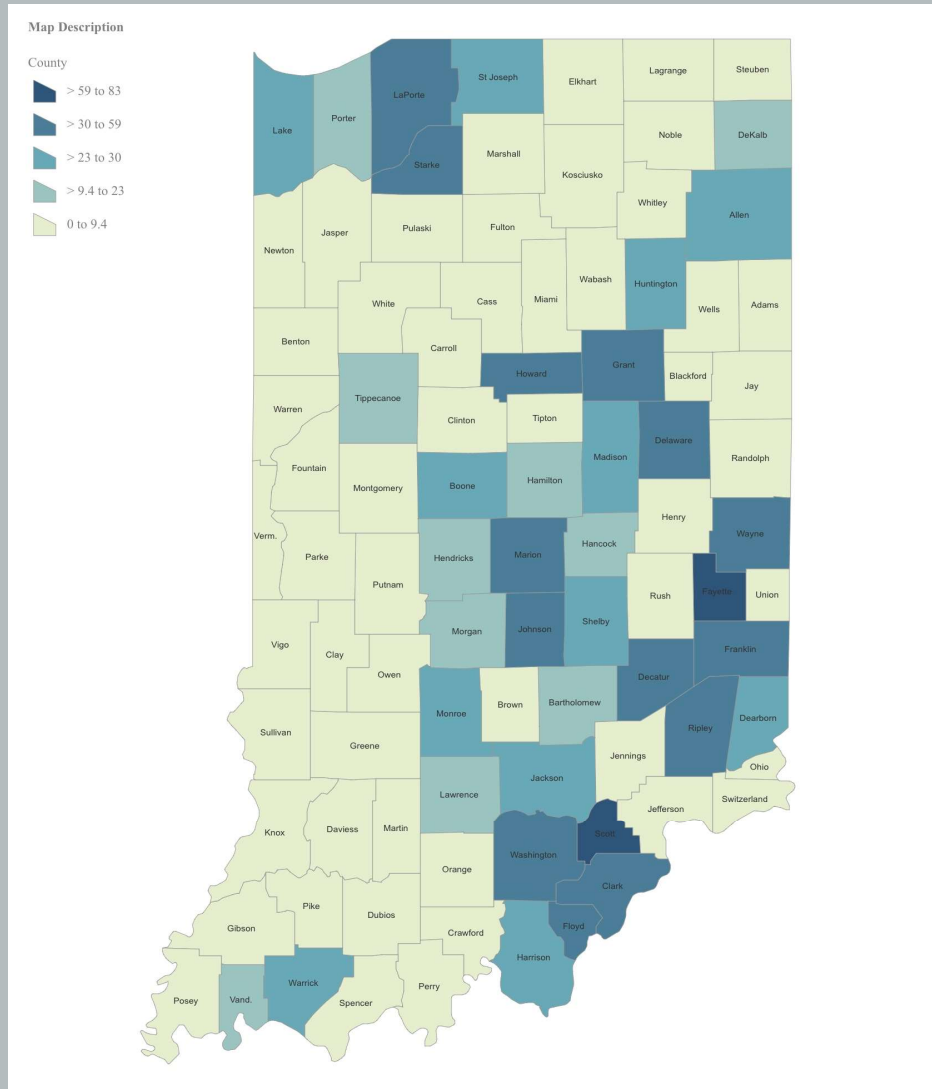 Map Description
County
> 59 to 83
> 30 to 59
> 23 to 30
> 9.4 to 23
0 to 9.4
Lake
Porter
LaPorte
St Joseph
Elkhart
Lagrange
Steuben
Starke
Marshall
Noble
DeKalb
Kosciusko
Whitley
Allen
Newton
Jasper
Pulaski
Fulton
White
Cass
Miami
Wabash
Huntington
Wells
Adams
Benton
Carroll
Howard
Grant
Blackford
Jay
Tippecanoe
Warren
Clinton
Tipton
Madison
Delaware
Randolph
Fountain
Montgomery
Boone
Hamilton
Henry
Wayne
Verm.
Parke
Putnam
Hendricks
Marion
Hancock
Rush
Fayette
Union
Vigo
Clay
Owen
Morgan
Johnson
Shelby
Decatur
Franklin
Sullivan
Greene
Monroe
Brown
Bartholomew
Jennings
Ripley
Dearborn
Ohio
Knox
Daviess
Martin
Lawrence
Jackson
Jefferson
Switzerland
Scott
Orange
Washington
Clark
Gibson
Pike
Dubios
Crawford
Floyd
Harrison
Posey
Vand.
Warrick
Spencer
Perry